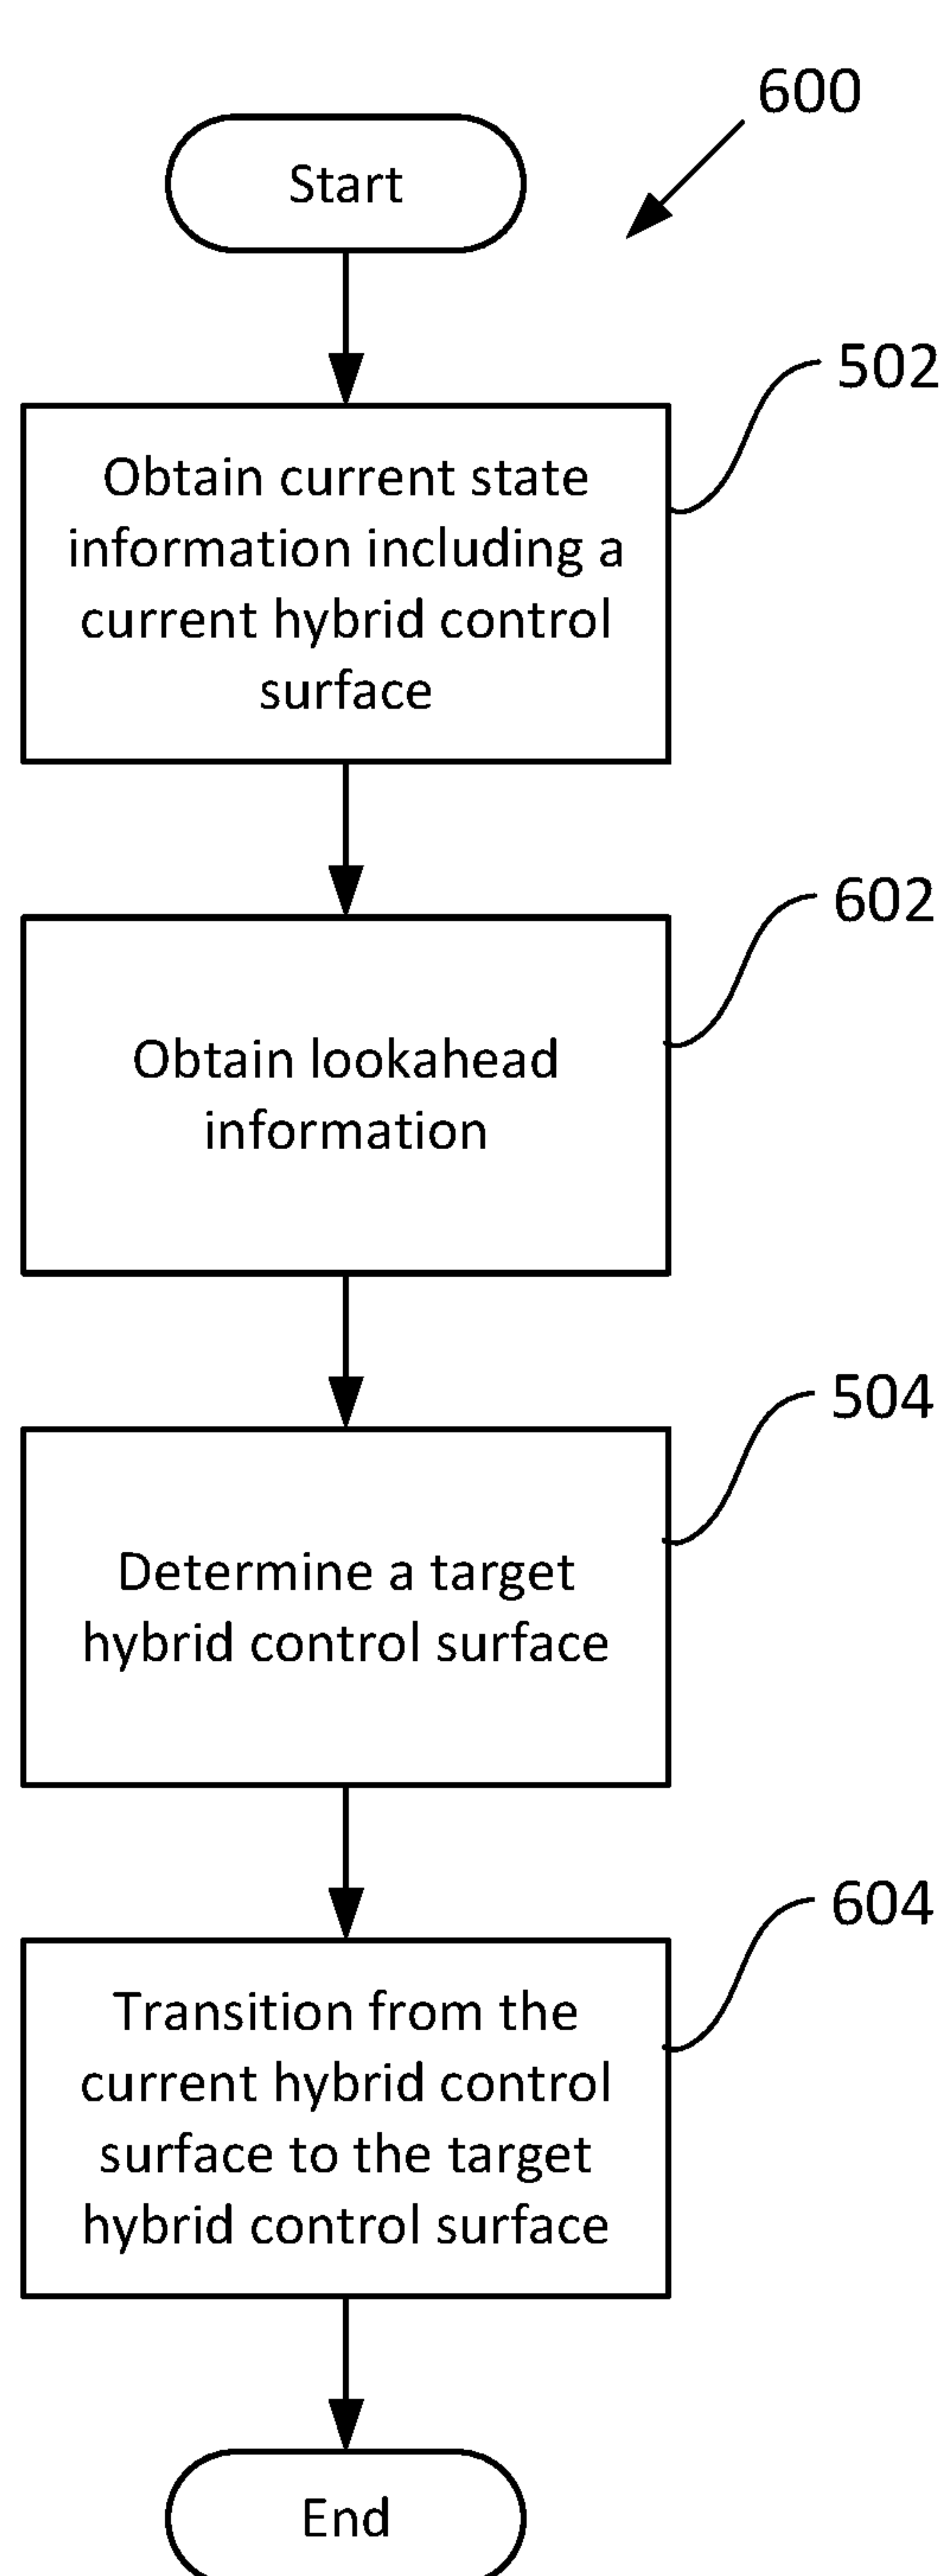 600
Start
502
Obtain current state
information including a
current hybrid control
surface
602
Obtain lookahead
information
504
Determine a target
hybrid control surface
604
Transition from the
current hybrid control
surface to the target
hybrid control surface
End